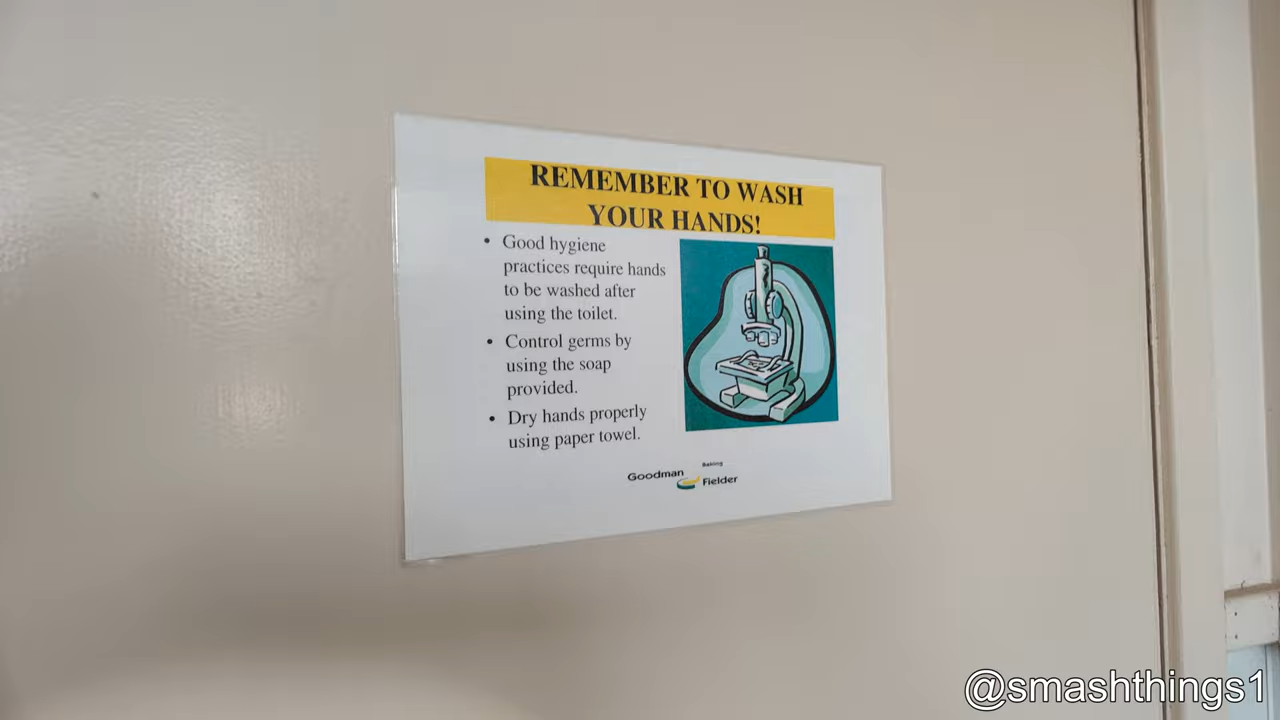 REMEMBER TO WASH
YOUR HANDS!
• Good hygiene
practices require hands
to be washed after
using the toilet.
• Control germs by
using the soap
provided.
• Dry hands properly
using paper towel.
Baking
Goodman
Fielder
@smashthings1